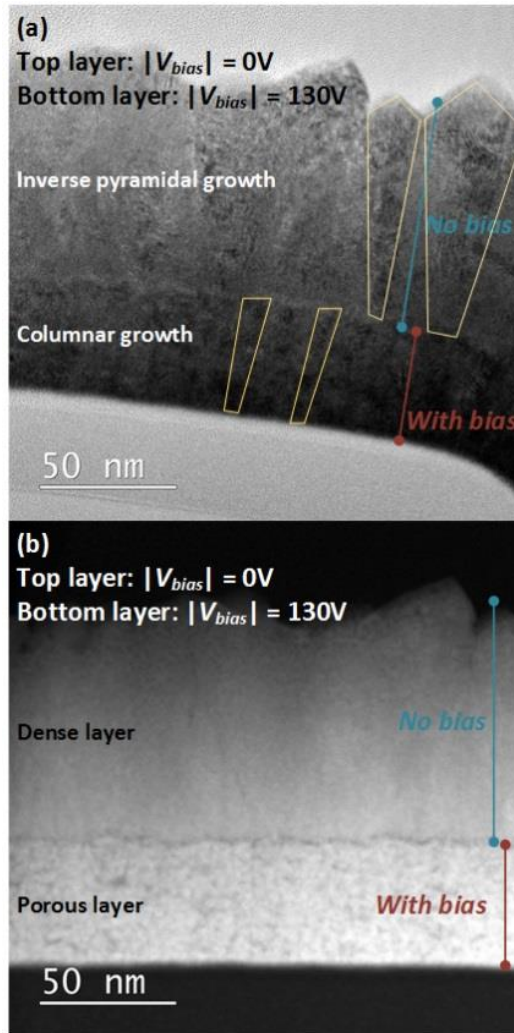 (a)
Top layer: |Vbias| = 0V
Bottom layer: |Vbias| = 130V
Inverse pyramidal growth
No bias
Columnar growth
With bias
50 nm
(b)
Top layer: |Vbias| = 0V
Bottom layer: |Vbias| = 130V
No bias
Dense layer
With bias
Porous layer
50 nm